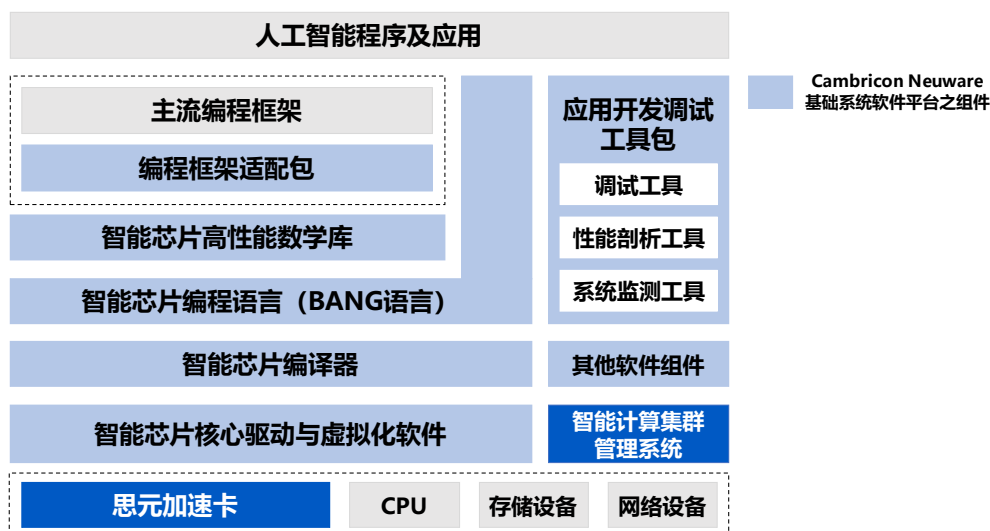 人工智能程序及应用
主流编程框架
编程框架适配包
智能芯片高性能数学库
智能芯片编程语言（BANG语言）
智能芯片编译器
智能芯片核心驱动与虚拟化软件
应用开发调试
工具包
调试工具
性能剖析工具
系统监测工具
其他软件组件
智能计算集群
管理系统
思元加速卡
CPU
存储设备
网络设备
Cambricon Neuware
基础系统软件平台之组件